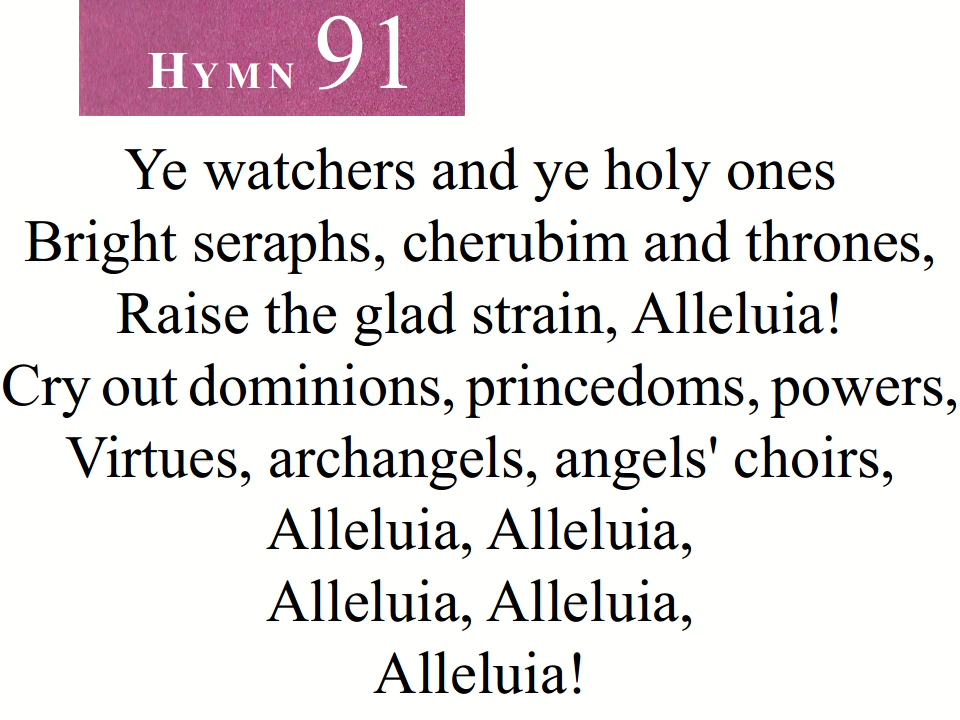 HYMN 91
Ye watchers and ye holy ones
Bright seraphs, cherubim and thrones,
Raise the glad strain, Alleluia!
Cry out dominions, princedoms, powers,
Virtues, archangels, angels' choirs,
Alleluia, Alleluia,
Alleluia, Alleluia,
Alleluia!